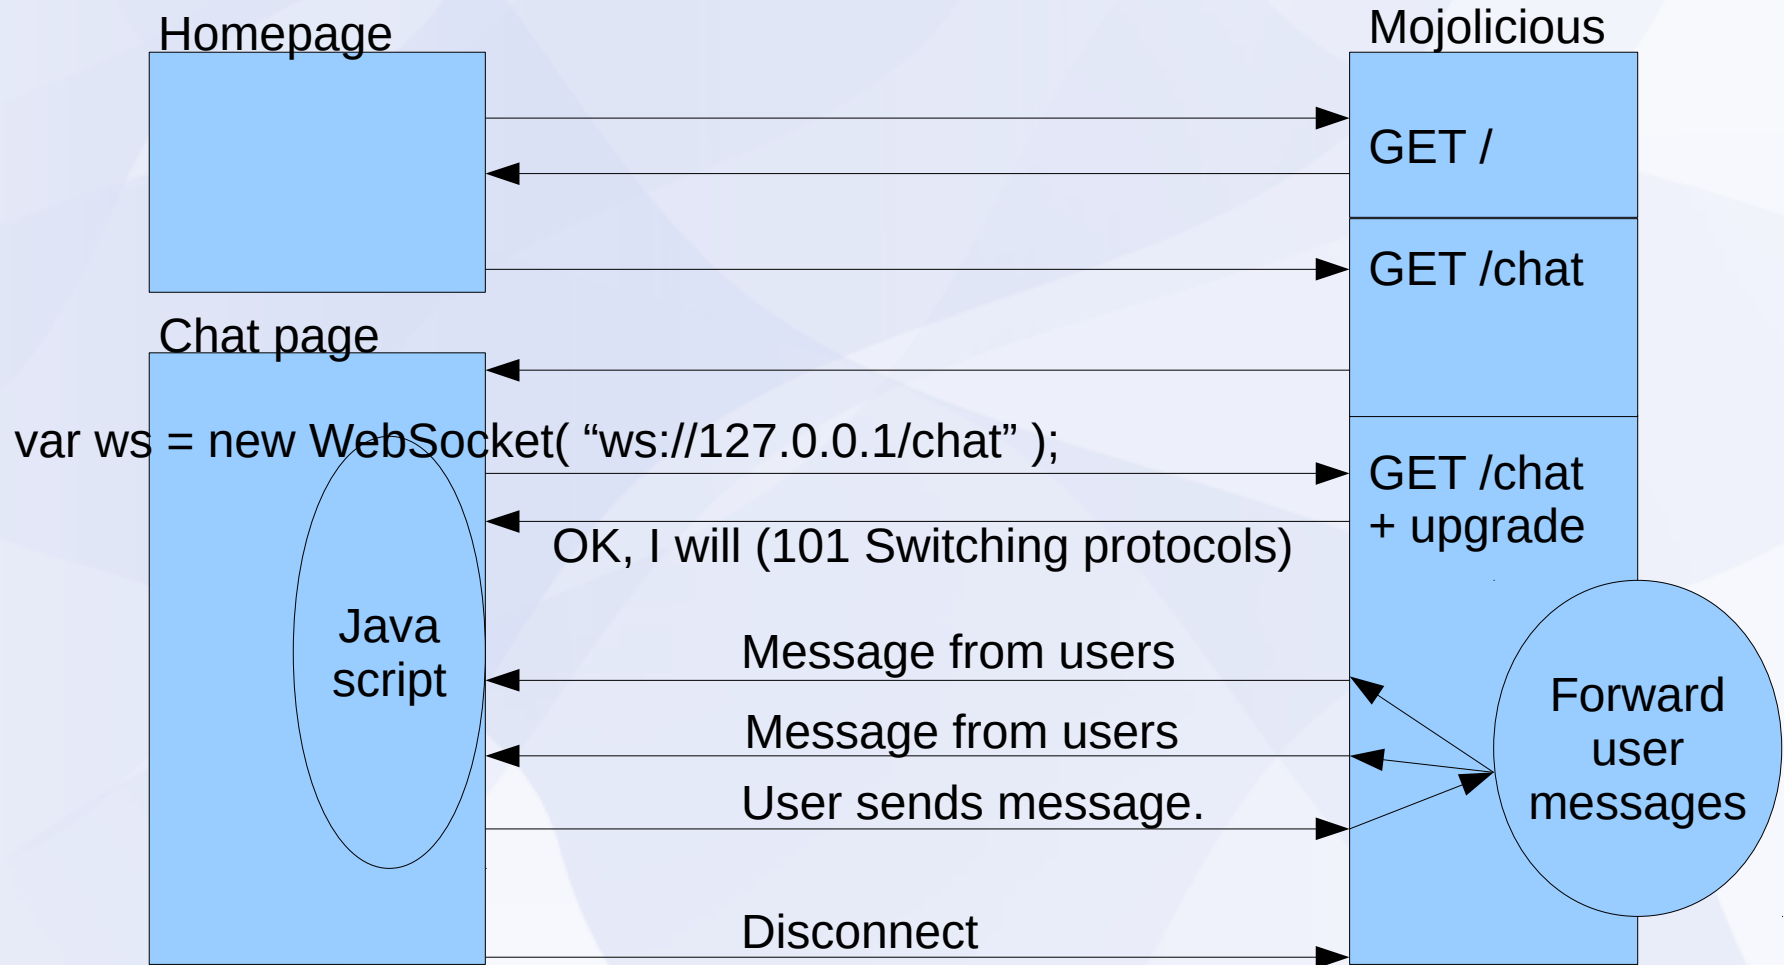 Homepage
Mojolicious
GET /
GET /chat
Chat page
var ws = new WebSocket( “ws://127.0.0.1/chat” );
GET /chat
+ upgrade
OK, I will (101 Switching protocols)
Java
script
Message from users
Message from users
User sends message.
Forward
user
messages
Disconnect